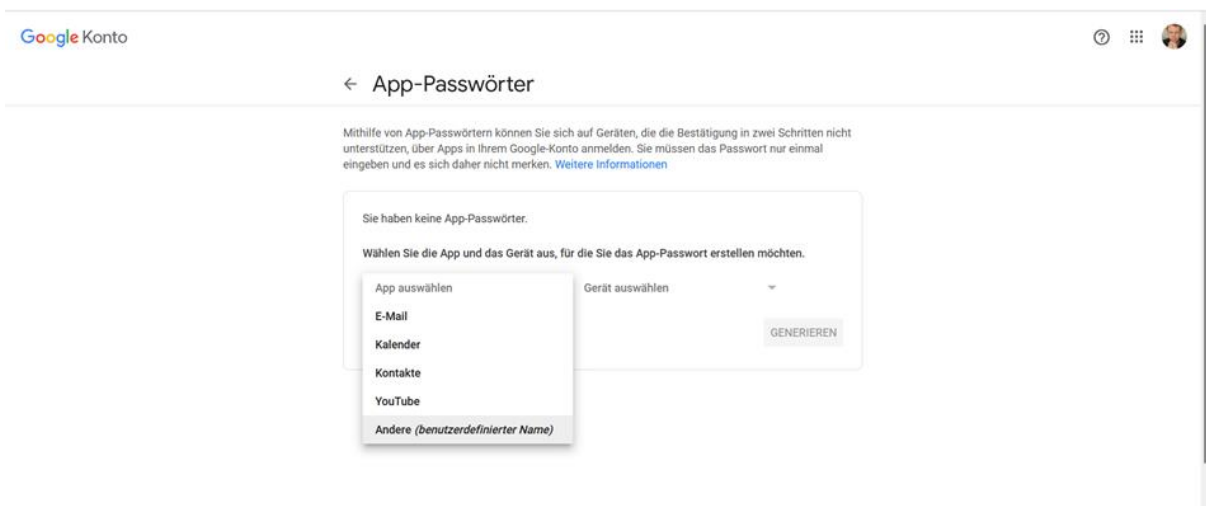 Google Konto
App-Passwörter
Mithilfe von App-Passwörtern können Sie sich auf Geräten, die die Bestätigung in zwei Schritten nicht
unterstützen, über Apps in Ihrem Google-Konto anmelden. Sie müssen das Passwort nur einmal
eingeben und es sich daher nicht merken. Weitere Informationen
Sie haben keine App-Passwörter.
Wählen Sie die App und das Gerät aus, für die Sie das App-Passwort erstellen möchten.
App auswählen Gerät auswählen
E-Mail
GENERIEREN
Kalender
Kontakte
YouTube
Andere (benutzerdefinierter Name)